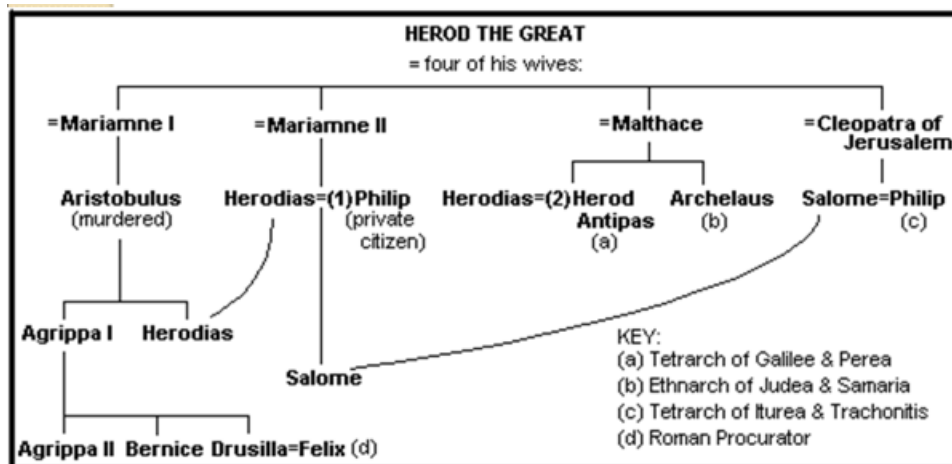 HEROD THE GREAT
= four of his wives:
=Mariamne I =Mariamne II =Malthace =Cleopatra of
Jerusalem
Aristobulus Herodias=(1)Philip Herodias=(2)Herod Archelaus Salome=Philip
(murdered) (private Antipas (b) (c)
citizen) (a)
Agrippa I Herodias
Salome
KEY:
(a) Tetrarch of Galilee & Perea
(b) Ethnarch of Judea & Samaria
(c) Tetrarch of Iturea & Trachonitis
(d) Roman Procurator
Agrippa II Bernice Drusilla=Felix (d)